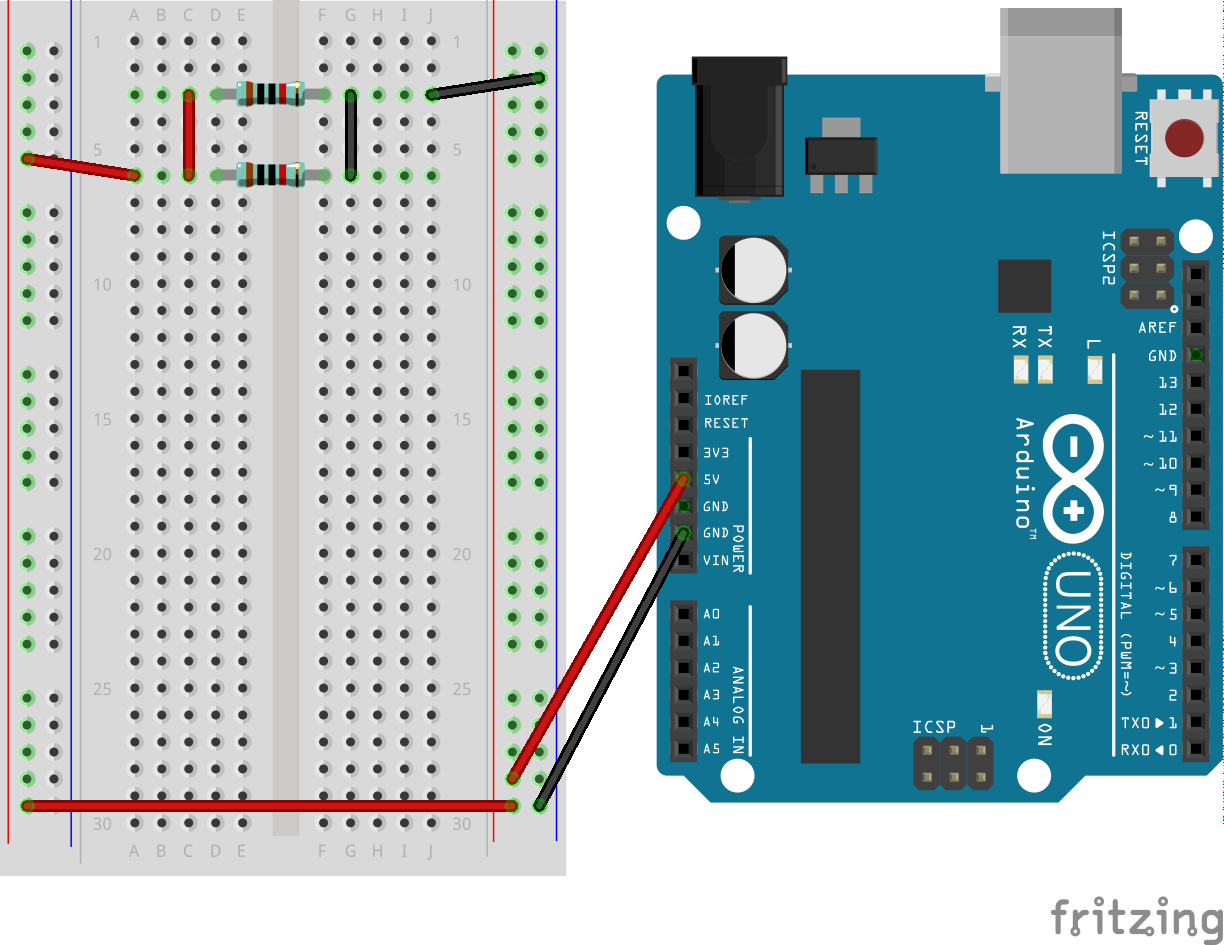 A B C D E F G H I J
1 1
5 5
10 10
15 15
20 20
25 25
30 30
A B C D E F G H I J
RESET
ICSP2
AREF
GND
13
12
~11
~10
~9
8
7
~6
~5
4
~3
2
TX0▶1
RX0◀0
RX
TX
L
IOREF
RESET
3V3
5V
GND
GND
VIN
POWER
A0
A1
A2
A3
A4
A5
ANALOG IN
Arduino™
UNO
DIGITAL (PWM=~)
ICSP 1
ON
fritzing